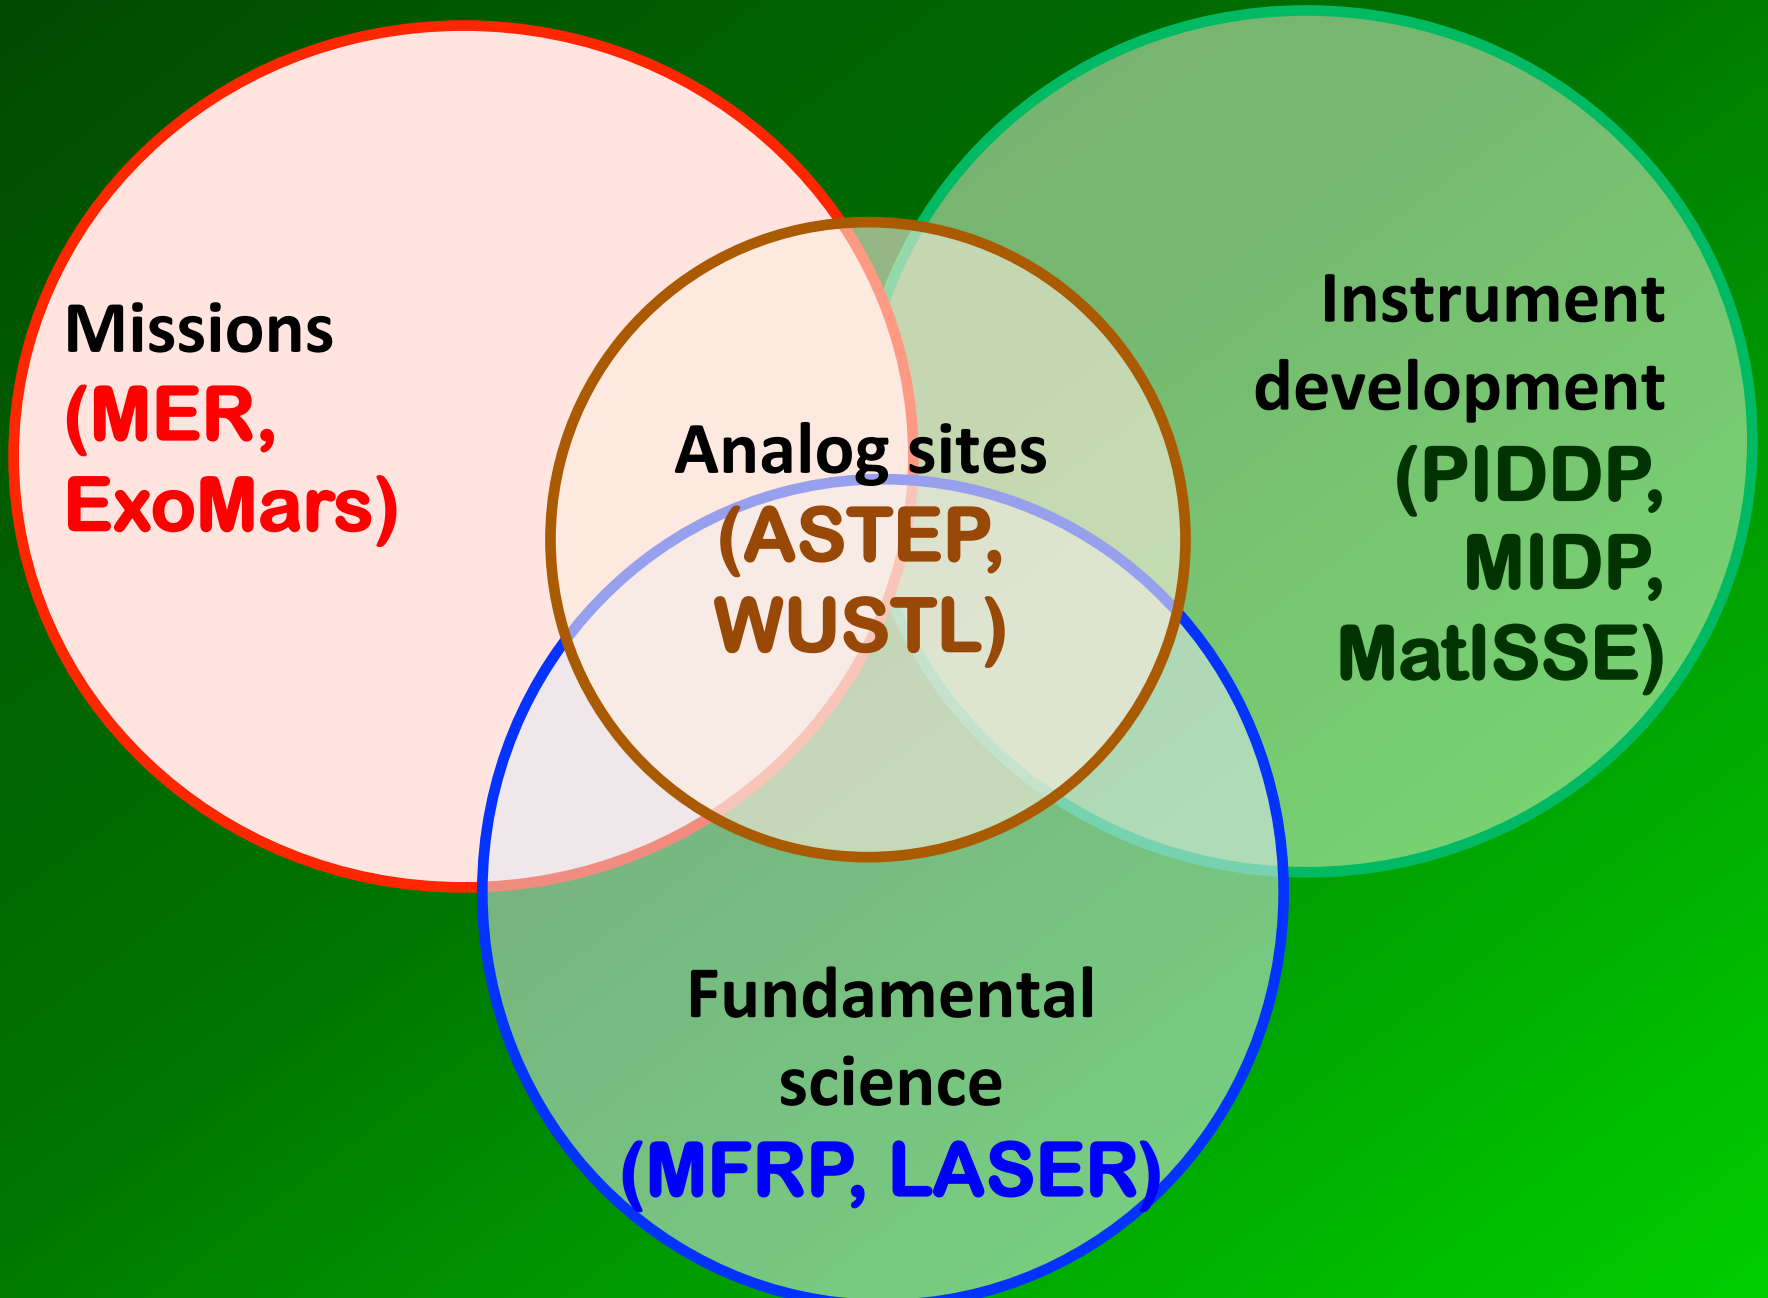 Missions
(MER,
ExoMars)
Analog sites
(ASTEP,
WUSTL)
Instrument
development
(PIDDP,
MIDP,
MatISSE)
Fundamental
science
(MFRP, LASER)